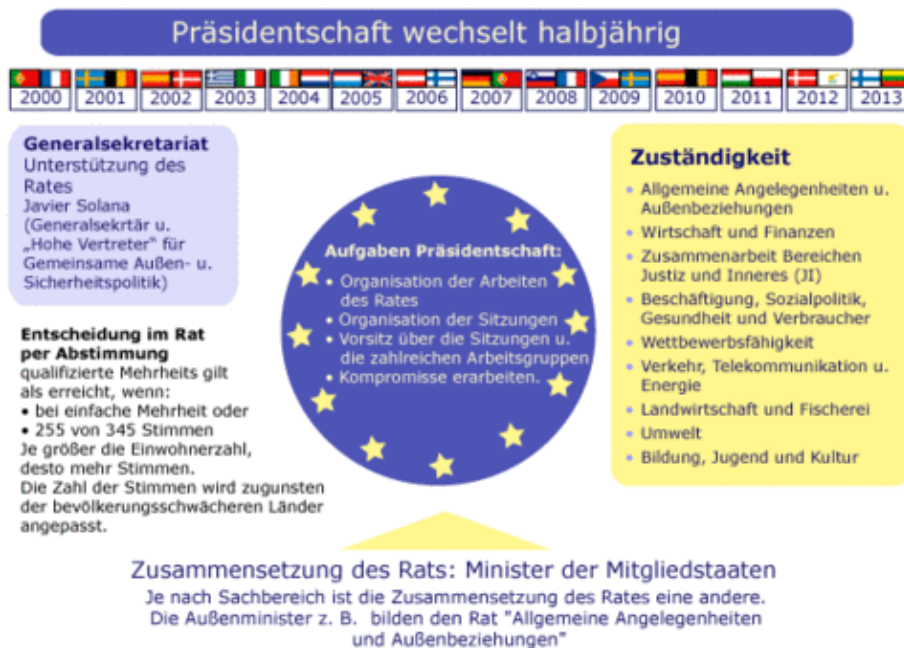 Präsidentschaft wechselt halbjährig
2000 2001 2002 2003 2004 2005 2006 2007 2008 2009 2010 2011 2012 2013
Generalsekretariat
Unterstützung des
Rates
Javier Solana
(Generalsekrtär u.
„Hohe Vertreter“ für
Gemeinsame Außen- u.
Sicherheitspolitik)
Entscheidung im Rat
per Abstimmung
qualifizierte Mehrheits gilt
als erreicht, wenn:
• bei einfache Mehrheit oder
• 255 von 345 Stimmen
Je größer die Einwohnerzahl,
desto mehr Stimmen.
Die Zahl der Stimmen wird zugunsten
der bevölkerungsschwächeren Länder
angepasst.
Aufgaben Präsidentschaft:
• Organisation der Arbeiten
des Rates
• Organisation der Sitzungen
• Vorsitz über die Sitzungen u.
die zahlreichen Arbeitsgruppen
• Kompromisse erarbeiten.
Zuständigkeit
• Allgemeine Angelegenheiten u.
Außenbeziehungen
• Wirtschaft und Finanzen
• Zusammenarbeit Bereichen
Justiz und Inneres (JI)
• Beschäftigung, Sozialpolitik,
Gesundheit und Verbraucher
• Wettbewerbsfähigkeit
• Verkehr, Telekommunikation u.
Energie
• Landwirtschaft und Fischerei
• Umwelt
• Bildung, Jugend und Kultur
Zusammensetzung des Rats: Minister der Mitgliedstaaten
Je nach Sachbereich ist die Zusammensetzung des Rates eine andere.
Die Außenminister z. B. bilden den Rat "Allgemeine Angelegenheiten
und Außenbeziehungen"